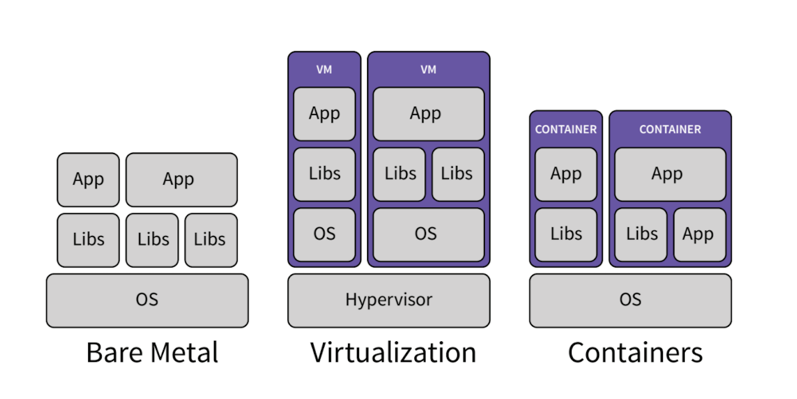 App App
Libs Libs Libs
OS
Bare Metal
VM VM
App App
Libs Libs Libs
OS OS
Hypervisor
Virtualization
CONTAINER CONTAINER
App App
Libs Libs App
OS
Containers